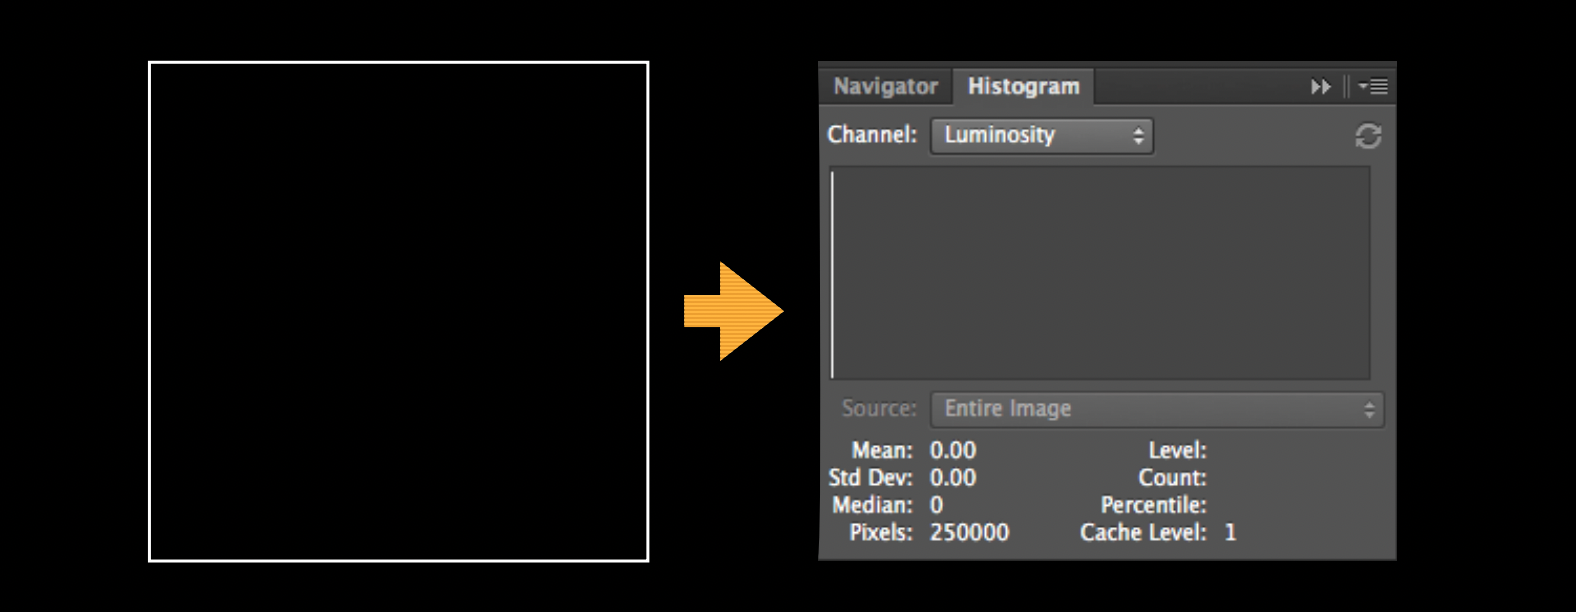 Navigator Histogram
Channel: Luminosity
Source: Entire Image
Mean: 0.00 Level:
Std Dev: 0.00 Count:
Median: 0 Percentile:
Pixels: 250000 Cache Level: 1